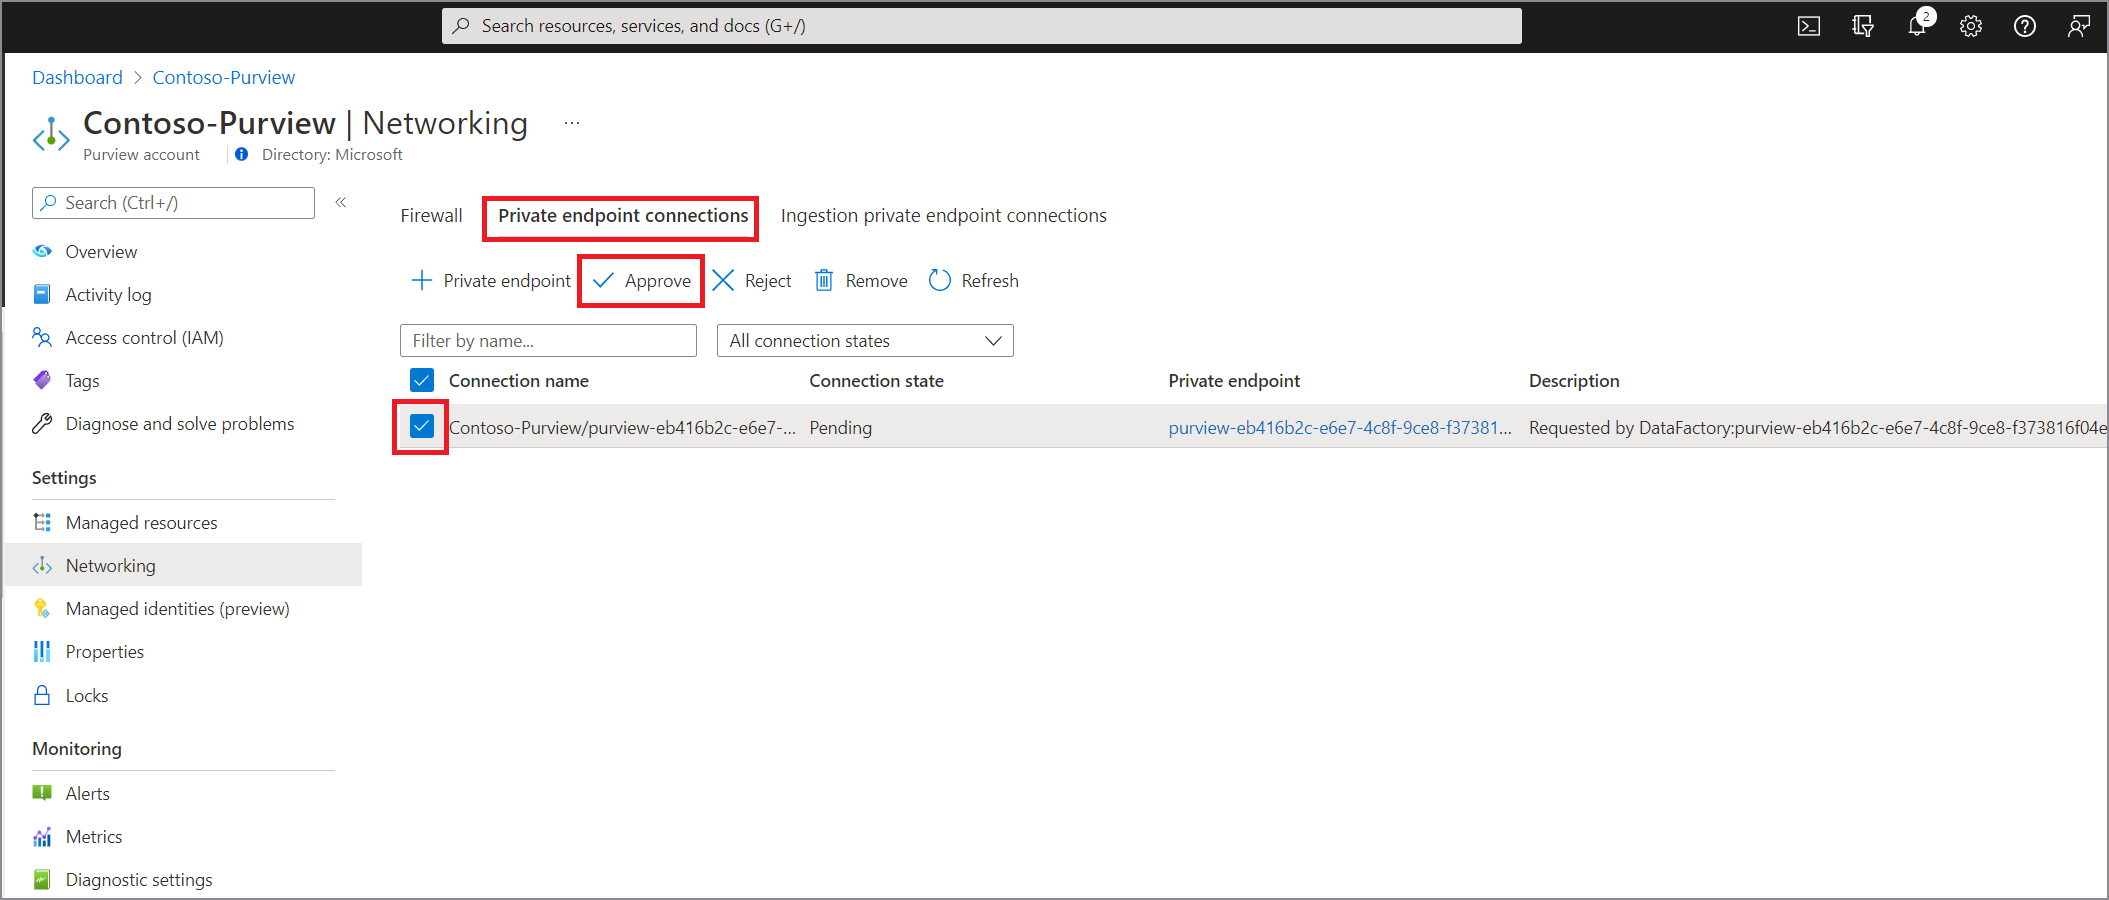 Search resources, services, and docs (G+/)
2
Dashboard > Contoso-Purview
Contoso-Purview | Networking ...
Purview account
Directory: Microsoft
Search (Ctrl+/)
«
Overview
Activity log
Access control (IAM)
Tags
Diagnose and solve problems
Settings
Managed resources
Networking
Managed identities (preview)
Properties
Locks
Monitoring
Alerts
Metrics
Diagnostic settings
Firewall Private endpoint connections Ingestion private endpoint connections
Private endpoint Approve Reject Remove Refresh
Filter by name... All connection states
Connection name Connection state Private endpoint Description
Contoso-Purview/purview-eb416b2c-e6e7-... Pending purview-eb416b2c-e6e7-4c8f-9ce8-f37381... Requested by DataFactory:purview-eb416b2c-e6e7-4c8f-9ce8-f373816f04e